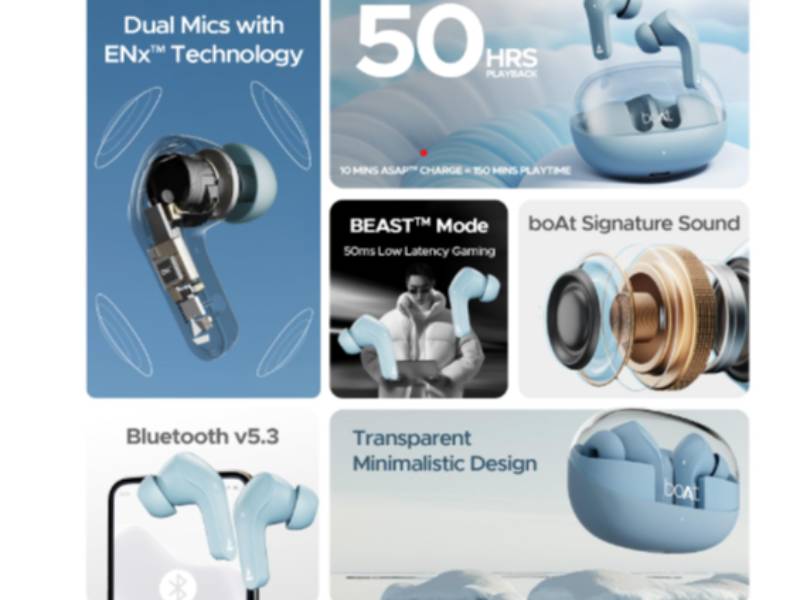 Dual Mics with
ENx™ Technology
50 HRS
PLAYBACK
boAt
10 MINS ASAP™ CHARGE = 150 MINS PLAYTIME
BEAST™ Mode
50ms Low Latency Gaming
boAt Signature Sound
Bluetooth v5.3
Transparent
Minimalistic Design
boAt